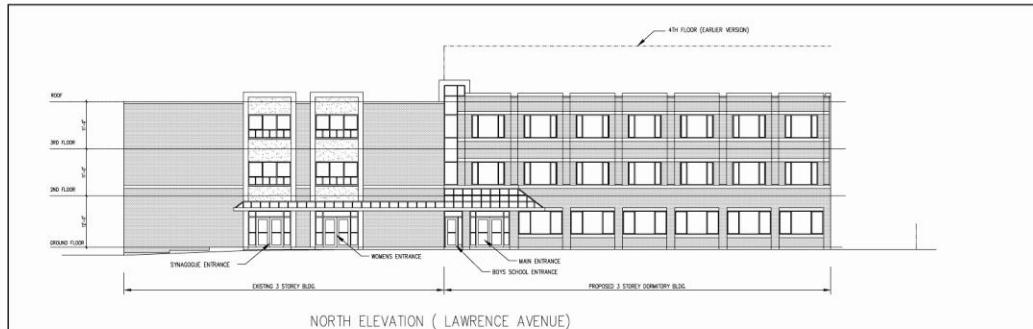 4TH FLOOR (EARLIER VERSION)
ROOF
3RD FLOOR
2ND FLOOR
GROUND FLOOR
SYNAGOGUE ENTRANCE
WOMENS ENTRANCE
MAIN ENTRANCE
BOYS SCHOOL ENTRANCE
EXISTING 3 STOREY BLDG.
PROPOSED 3 STOREY DORMITORY BLDG.
NORTH ELEVATION ( LAWRENCE AVENUE)